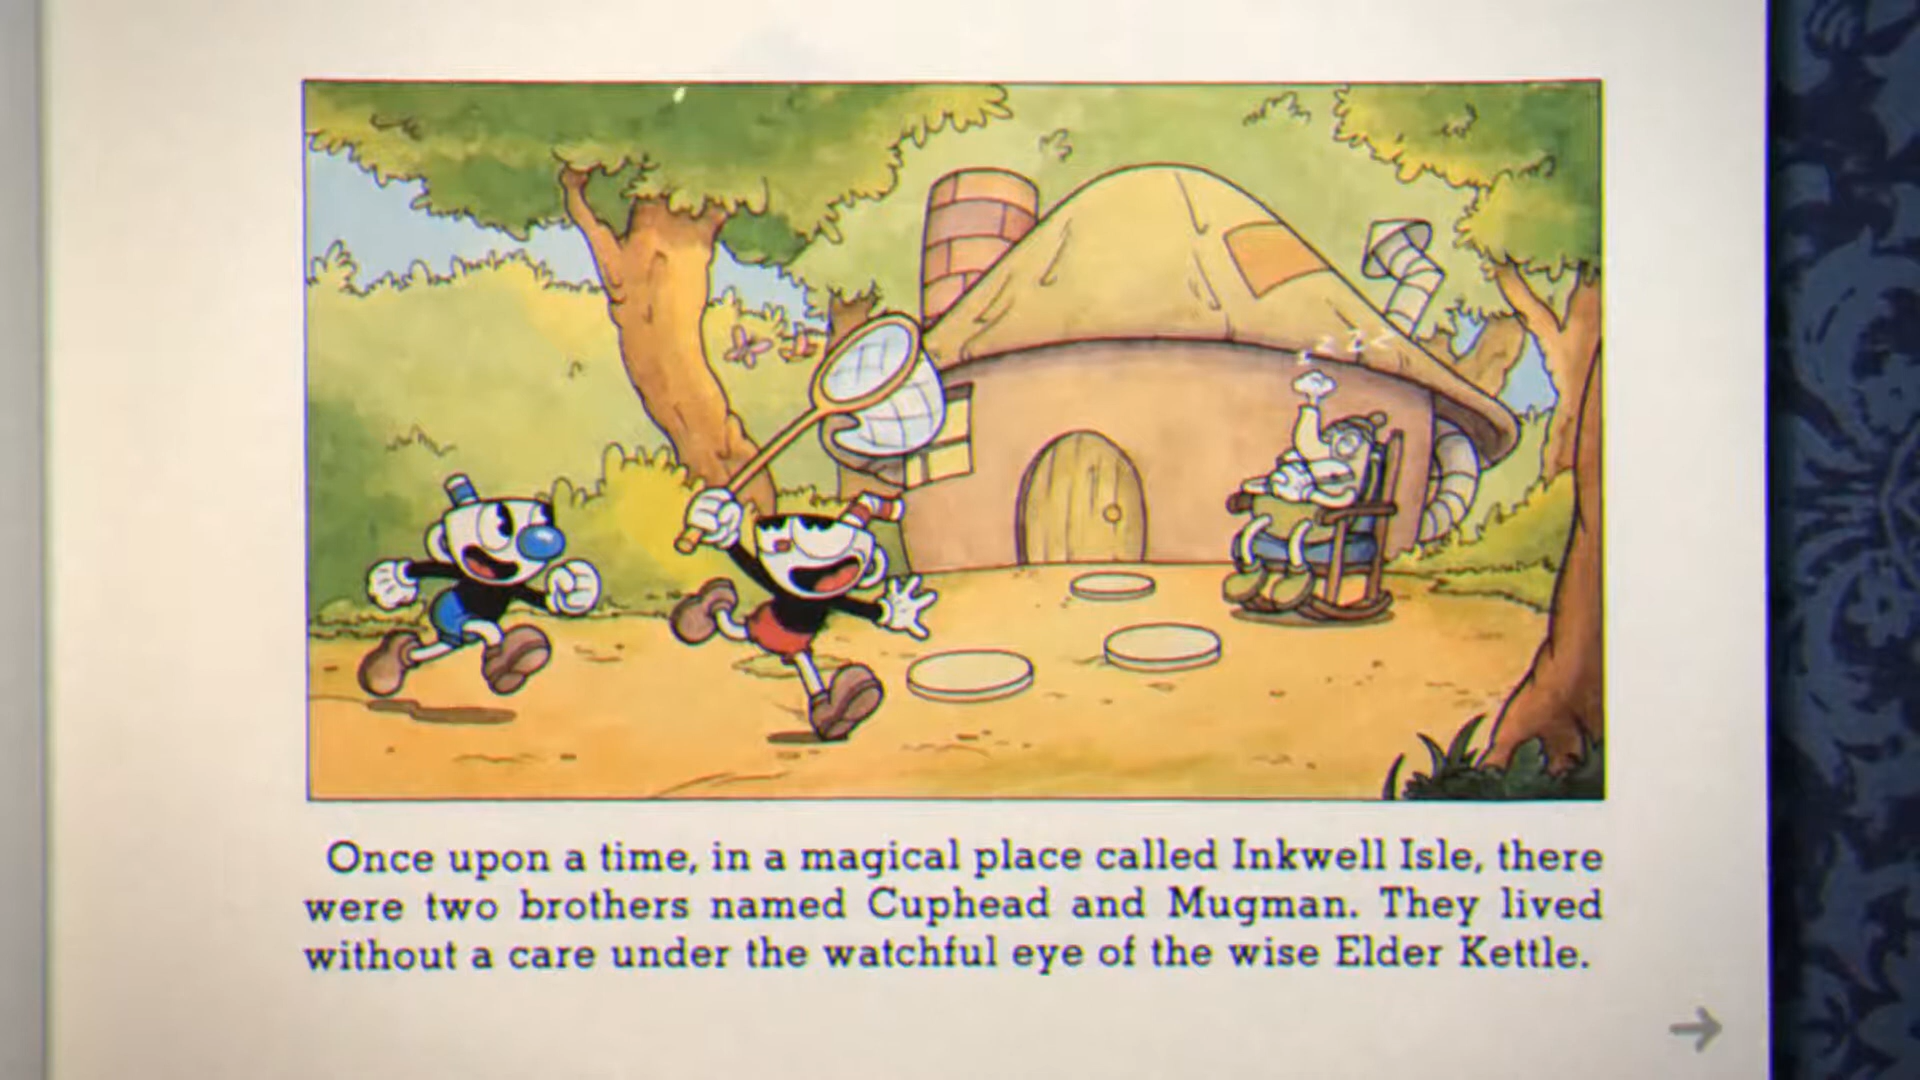 z z z z
Once upon a time, in a magical place called Inkwell Isle, there
were two brothers named Cuphead and Mugman. They lived
without a care under the watchful eye of the wise Elder Kettle.